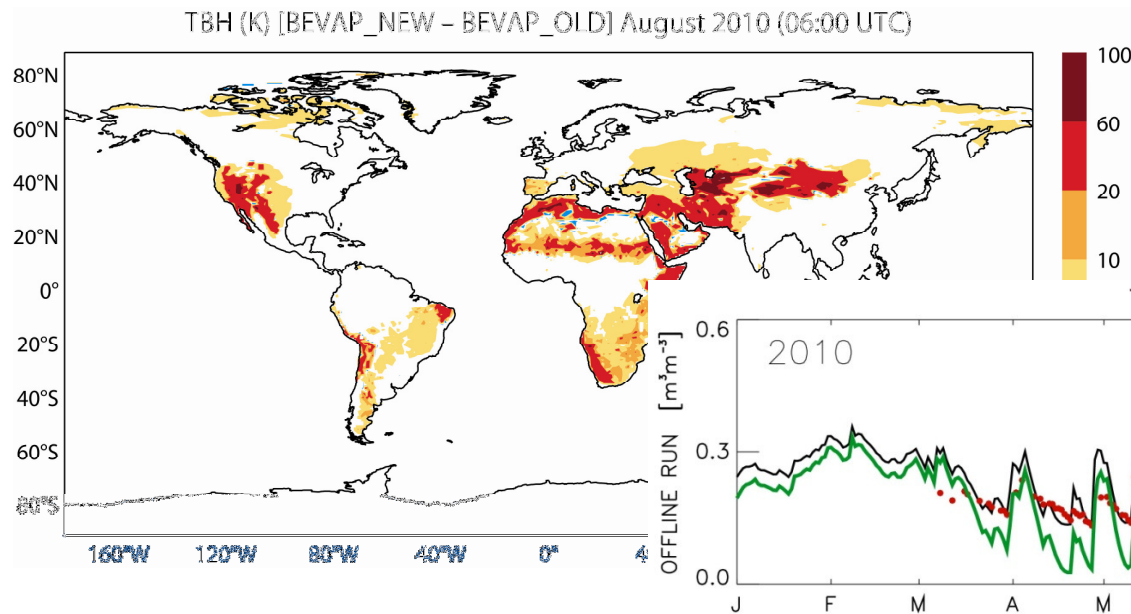 TBH (K) [BEVAP_NEW – BEVAP_OLD] August 2010 (06:00 UTC)
80°N
60°N
40°N
20°N
0°
20°S
40°S
60°S
80°S
160°W
120°W
80°W
40°W
0°
100
60
20
10
OFFLINE RUN [m³m⁻³]
0.6
0.3
0.0
2010
J
F
M
A
M